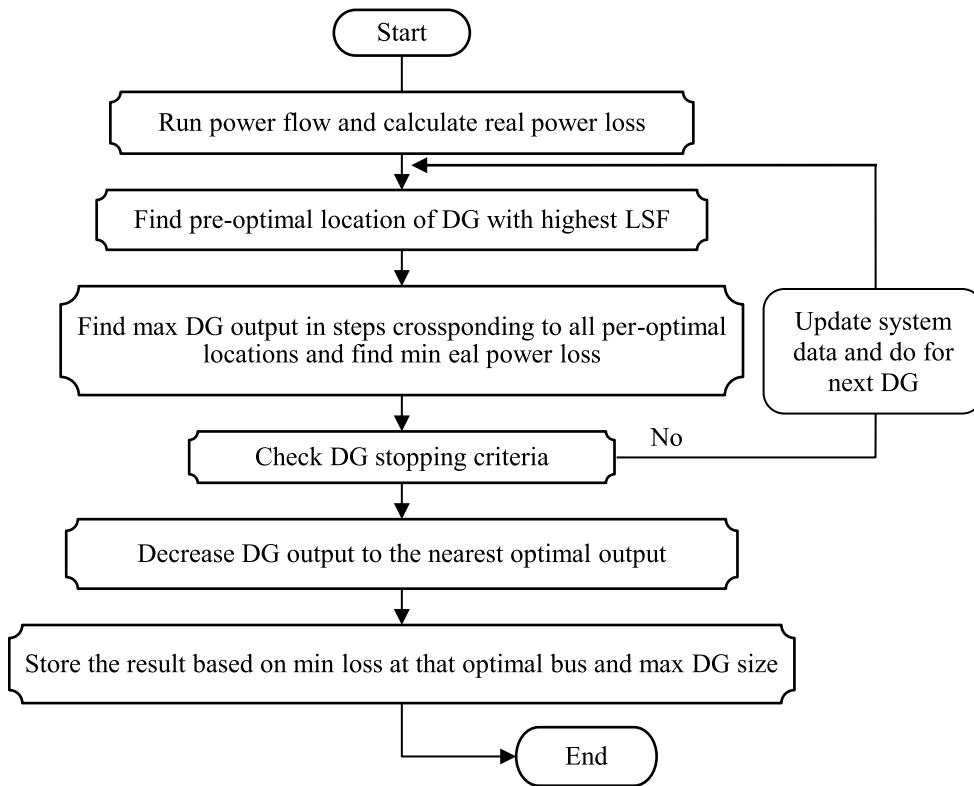 Start
Run power flow and calculate real power loss
Find pre-optimal location of DG with highest LSF
Find max DG output in steps crossponding to all per-optimal
locations and find min eal power loss
Update system
data and do for
next DG
No
Check DG stopping criteria
Decrease DG output to the nearest optimal output
Store the result based on min loss at that optimal bus and max DG size
End